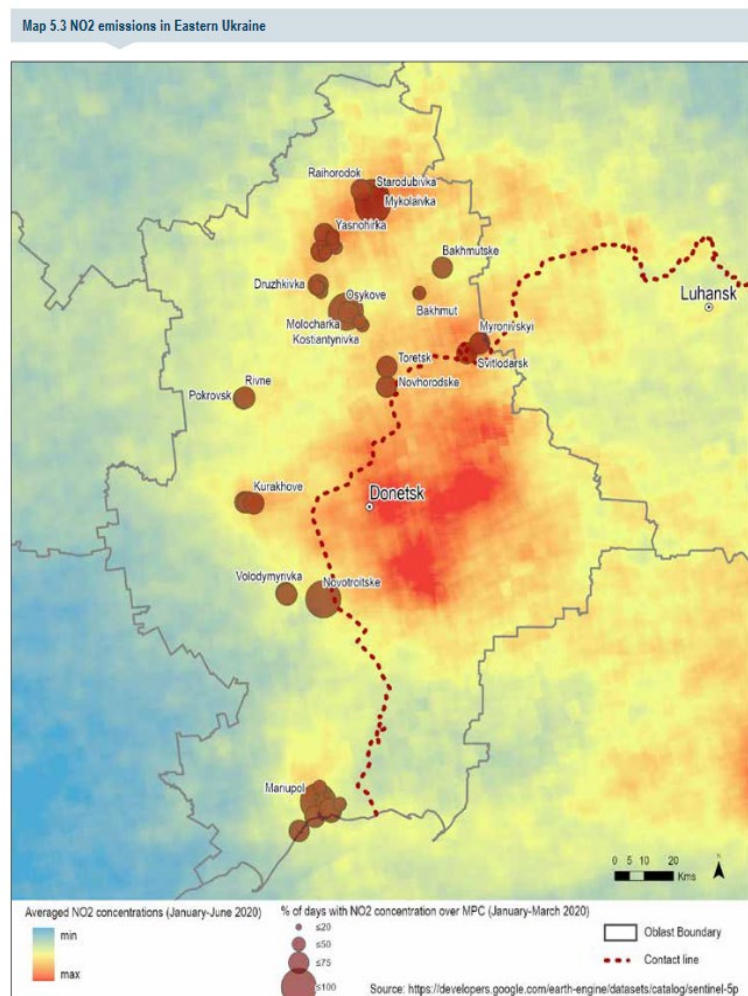 Map 5.3 NO2 emissions in Eastern Ukraine
Raihorodok
Starodubivka
Mykolaivka
Yasnohirka
Bakhmutske
Druzhkivka
Osykove
Bakhmut
Luhansk
Molocharka
Kostiantynivka
Myronivskyi
Toretsk
Svitlodarsk
Rivne
Novhorodske
Pokrovsk
Kurakhove
Donetsk
Volodymyrivka
Novotroitske
Mariupol
N
0 5 10 20
Kms
Averaged NO2 concentrations (January-June 2020)
min
max
% of days with NO2 concentration over MPC (January-March 2020)
≤20
≤50
≤75
≤100
Oblast Boundary
Contact line
Source: https://developers.google.com/earth-engine/datasets/catalog/sentinel-5p